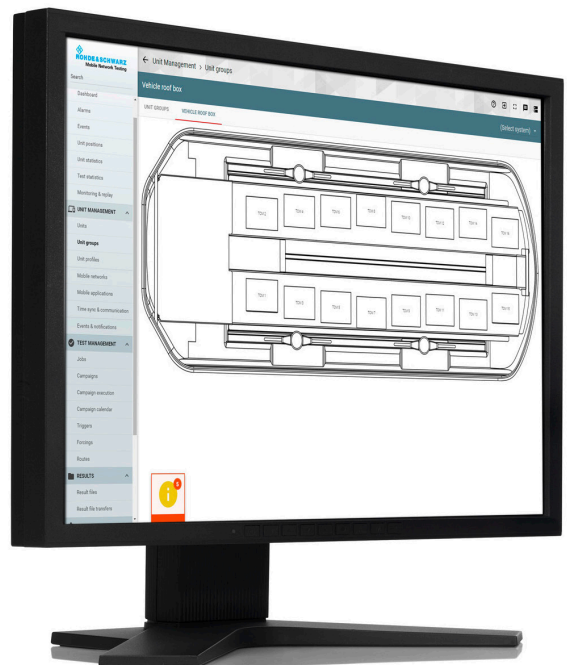 ROHDE&SCHWARZ
Mobile Network Testing
Search
Dashboard
Alarms
Events
Unit positions
Unit statistics
Test statistics
Monitoring & replay
UNIT MANAGEMENT
Units
Unit groups
Unit profiles
Mobile networks
Mobile applications
Time sync & communication
Events & notifications
TEST MANAGEMENT
Jobs
Campaigns
Campaign execution
Campaign calendar
Triggers
Forcings
Routes
RESULTS
Result files
Result file transfers
← Unit Management > Unit groups
Vehicle roof box
[Select system]
UNIT GROUPS VEHICLE ROOF BOX